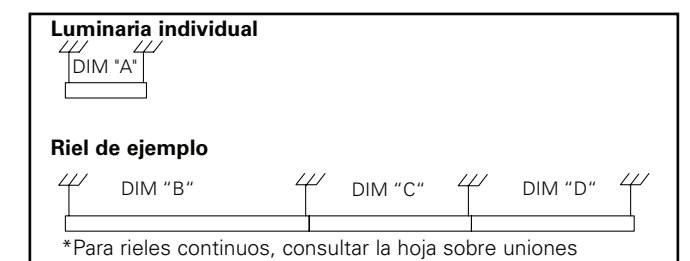 Luminaria individual
DIM "A"
Riel de ejemplo
DIM “B“ DIM “C“ DIM “D“
*Para rieles continuos, consultar la hoja sobre uniones